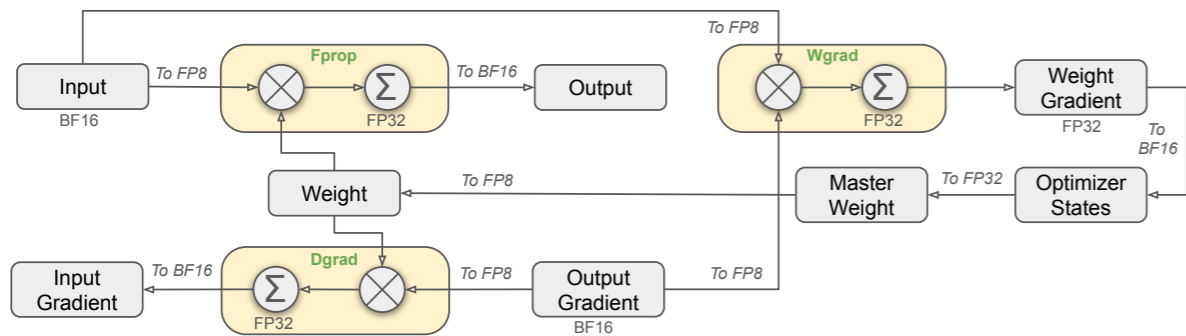 To FP8
Fprop
Wgrad
Input
BF16
To FP8
Σ
FP32
To BF16
Output
Σ
FP32
Weight
Gradient
FP32
To
BF16
Weight
To FP8
Master
Weight
To FP32
Optimizer
States
Input
Gradient
To BF16
Dgrad
Σ
FP32
To FP8
Output
Gradient
BF16
To FP8